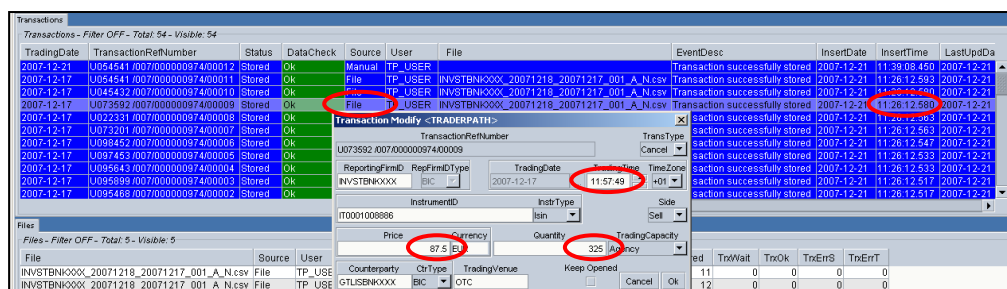 Transactions
Transactions - Filter OFF - Total: 54 - Visible: 54
TradingDate TransactionRefNumber Status DataCheck Source User File EventDesc InsertDate InsertTime LastUpdDa
2007-12-21 U054541 /007/000000974/00012 Stored Ok Manual TP_USER Transaction successfully stored 2007-12-21 11:39:08.450 2007-12-21
2007-12-17 U054541 /007/000000974/00011 Stored Ok File TP_USER INVSTBNKXXX_20071218_20071217_001_A_N.csv Transaction successfully stored 2007-12-21 11:26:12.593 2007-12-21
2007-12-17 U045432 /007/000000974/00010 Stored Ok File TP_USER INVSTBNKXXX_20071218_20071217_001_A_N.csv Transaction successfully stored 2007-12-21 2007-12-21
2007-12-17 U073592 /007/000000974/00009 Stored Ok File TP_USER INVSTBNKXXX_20071218_20071217_001_A_N.csv Transaction successfully stored 2007-12-21 11:26:12.580 2007-12-21
2007-12-17 U022331 /007/000000974/00008 Stored Ok saction successfully stored 2007-12-21 11:26:12.563 2007-12-21
2007-12-17 U073201 /007/000000974/00007 Stored Ok saction successfully stored 2007-12-21 11:26:12.563 2007-12-21
2007-12-17 U098452 /007/000000974/00006 Stored Ok saction successfully stored 2007-12-21 11:26:12.547 2007-12-21
2007-12-17 U097453 /007/000000974/00005 Stored Ok saction successfully stored 2007-12-21 11:26:12.533 2007-12-21
2007-12-17 U095643 /007/000000974/00004 Stored Ok saction successfully stored 2007-12-21 11:26:12.533 2007-12-21
2007-12-17 U095899 /007/000000974/00003 Stored Ok saction successfully stored 2007-12-21 11:26:12.517 2007-12-21
2007-12-17 U095468 /007/000000974/00002 Stored Ok saction successfully stored 2007-12-21 11:26:12.517 2007-12-21
Transaction Modify <TRADERPATH>
TransactionRefNumber TransType
U073592 /007/000000974/00009 Cancel
ReportingFirmID RepFirmIDType TradingDate TradingTime TimeZone
INVSTBNKXXX BIC 2007-12-17 11:57:49 +01
InstrumentID InstrType Side
IT0001008886 Isin Sell
Price Currency Quantity TradingCapacity
87.5 EUR 325 Agency
Counterparty CtrType TradingVenue Keep Opened
GTLISBNKXXX BIC OTC Cancel Ok
Files
Files - Filter OFF - Total: 5 - Visible: 5
File Source User ed TrxWait TrxOk TrxErrS TrxErrT
INVSTBNKXXX_20071218_20071217_001_A_N.csv File TP_USE 11 0 0 0 0
INVSTBNKXXX_20071218_20071217_001_A_N.csv File TP_USE 12 0 0 0 0